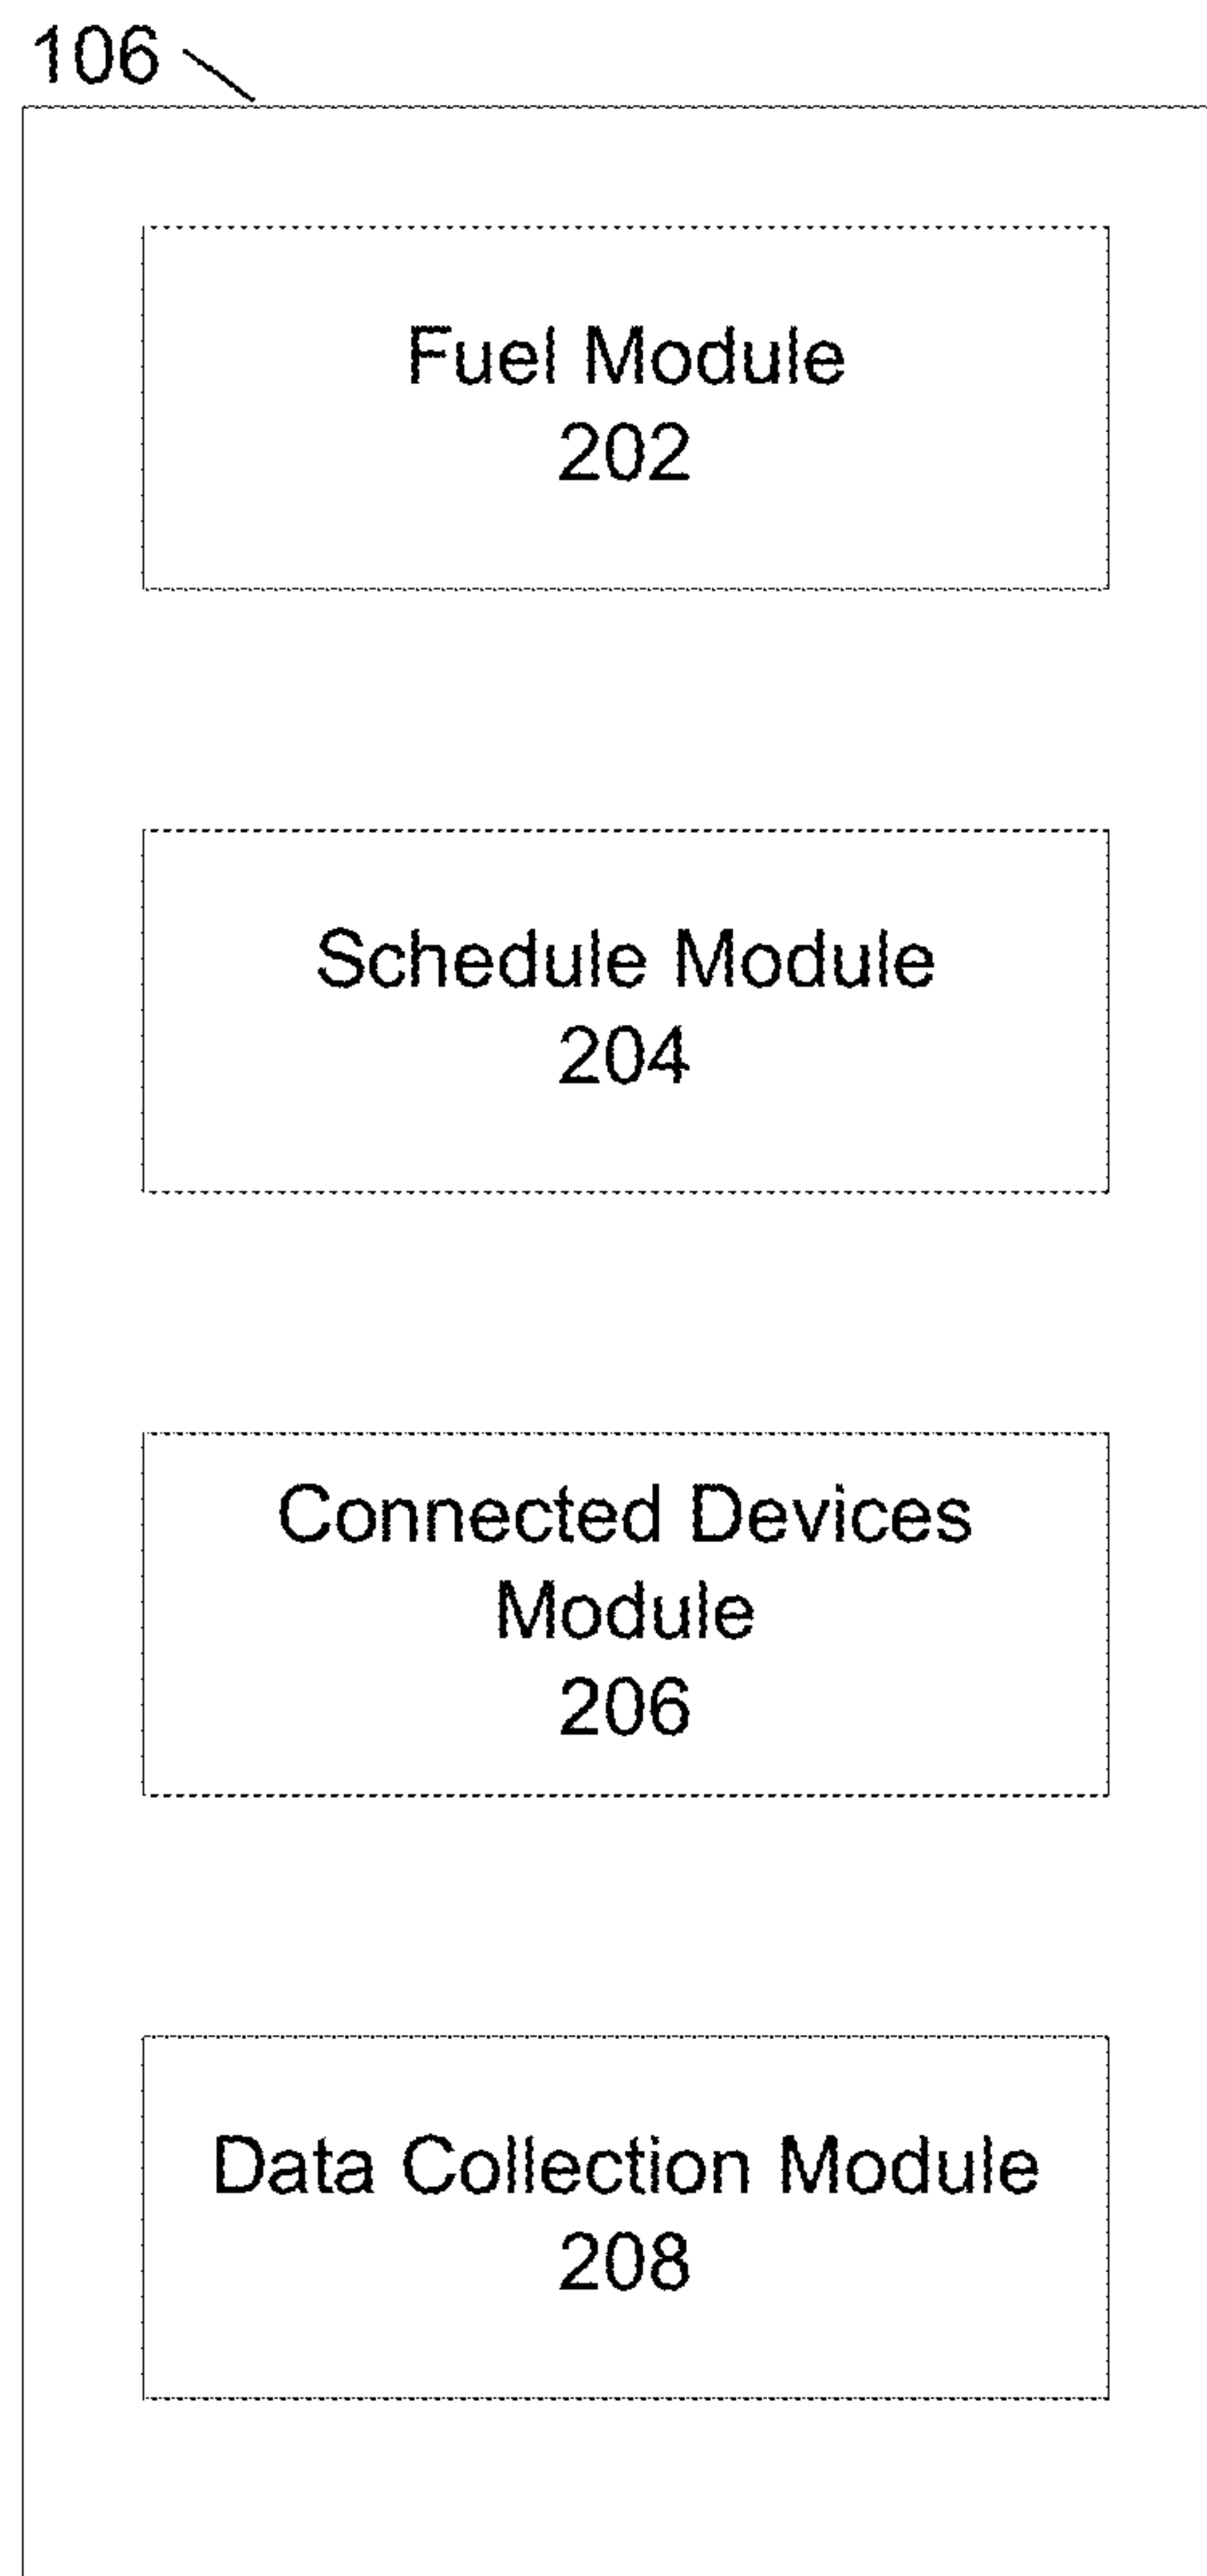 106
Fuel Module
202
Schedule Module
204
Connected Devices
Module
206
Data Collection Module
208